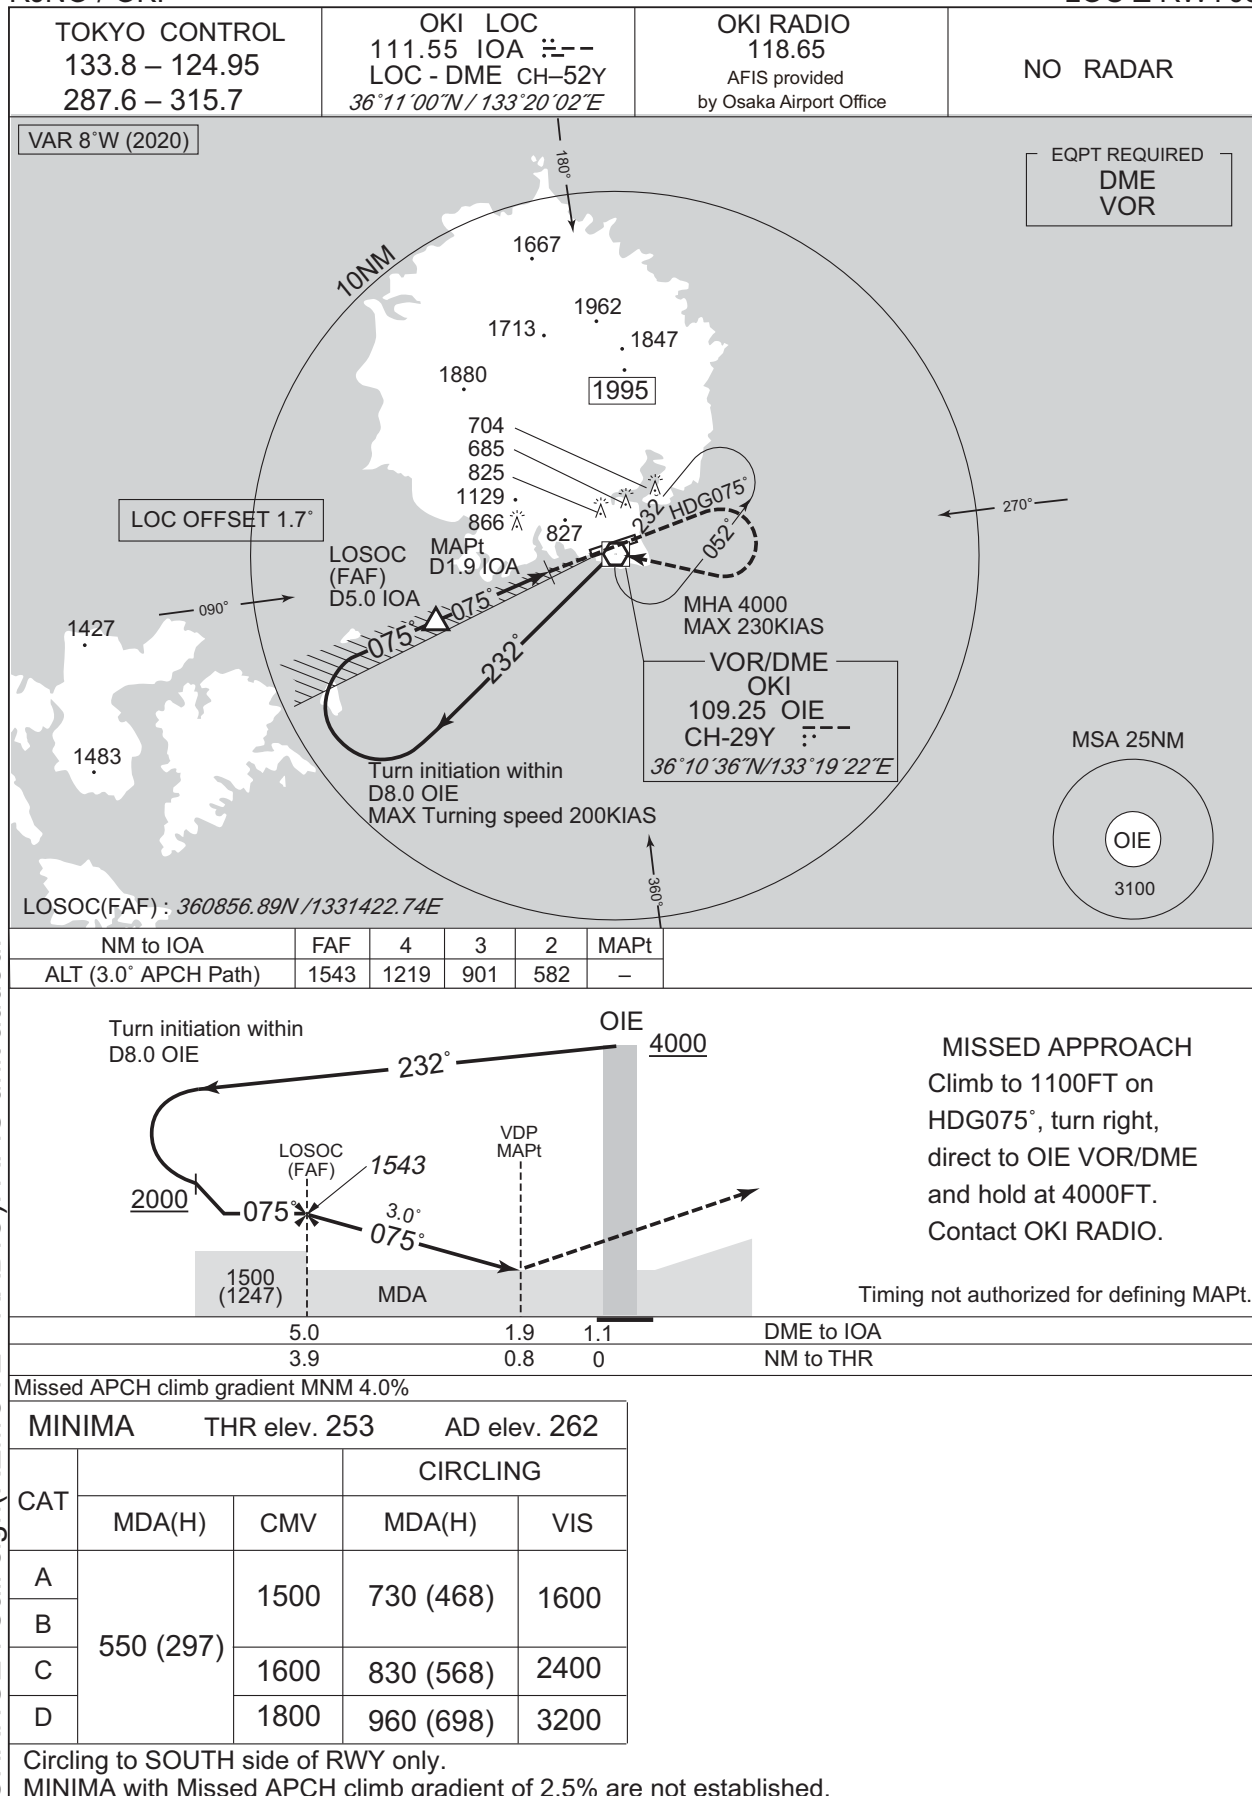 TOKYO CONTROL
133.8 – 124.95
287.6 – 315.7
OKI LOC
111.55 IOA
LOC - DME CH–52Y
36°11´00˝N / 133°20´02˝E
OKI RADIO
118.65
AFIS provided
by Osaka Airport Office
NO RADAR
VAR 8°W (2020)
EQPT REQUIRED
DME
VOR
180°
10NM
1667
1962
1713
1847
1880
1995
704
685
825
1129
866
827
LOC OFFSET 1.7°
LOSOC
(FAF)
D5.0 IOA
MAPt
D1.9 IOA
232°
HDG075°
052°
270°
090°
075°
075°
232°
1427
1483
MHA 4000
MAX 230KIAS
VOR/DME
OKI
109.25 OIE
CH-29Y
36°10´36˝N/133°19´22˝E
Turn initiation within
D8.0 OIE
MAX Turning speed 200KIAS
360°
MSA 25NM
OIE
3100
LOSOC(FAF) : 360856.89N /1331422.74E
NM to IOA FAF 4 3 2 MAPt
ALT (3.0° APCH Path) 1543 1219 901 582 –
Turn initiation within
D8.0 OIE
OIE
4000
232°
VDP
MAPt
LOSOC
(FAF)
1543
2000
075°
3.0°
075°
1500
(1247)
MDA
MISSED APPROACH
Climb to 1100FT on
HDG075°, turn right,
direct to OIE VOR/DME
and hold at 4000FT.
Contact OKI RADIO.
Timing not authorized for defining MAPt.
5.0 1.9 1.1 DME to IOA
3.9 0.8 0 NM to THR
Missed APCH climb gradient MNM 4.0%
MINIMA THR elev. 253 AD elev. 262
CAT CIRCLING
MDA(H) CMV MDA(H) VIS
A
B
550 (297) 1500 730 (468) 1600
C 1600 830 (568) 2400
D 1800 960 (698) 3200
Circling to SOUTH side of RWY only.
MINIMA with Missed APCH climb gradient of 2.5% are not established.